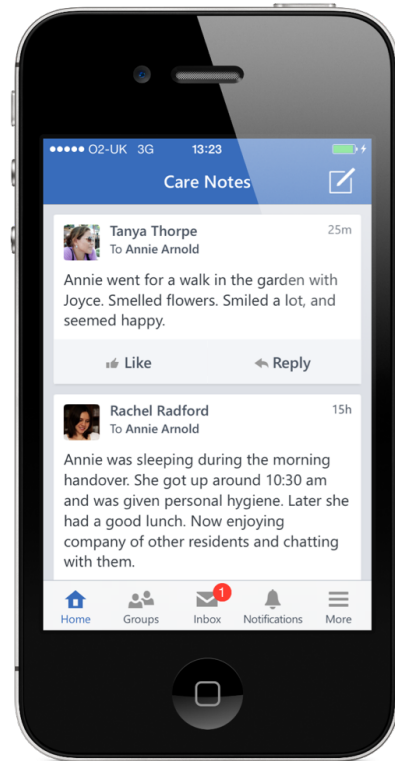 O2-UK 3G 13:23
Care Notes
Tanya Thorpe 25m
To Annie Arnold
Annie went for a walk in the garden with
Joyce. Smelled flowers. Smiled a lot, and
seemed happy.
Like Reply
Rachel Radford 15h
To Annie Arnold
Annie was sleeping during the morning
handover. She got up around 10:30 am
and was given personal hygiene. Later she
had a good lunch. Now enjoying
company of other residents and chatting
with them.
1
Home Groups Inbox Notifications More